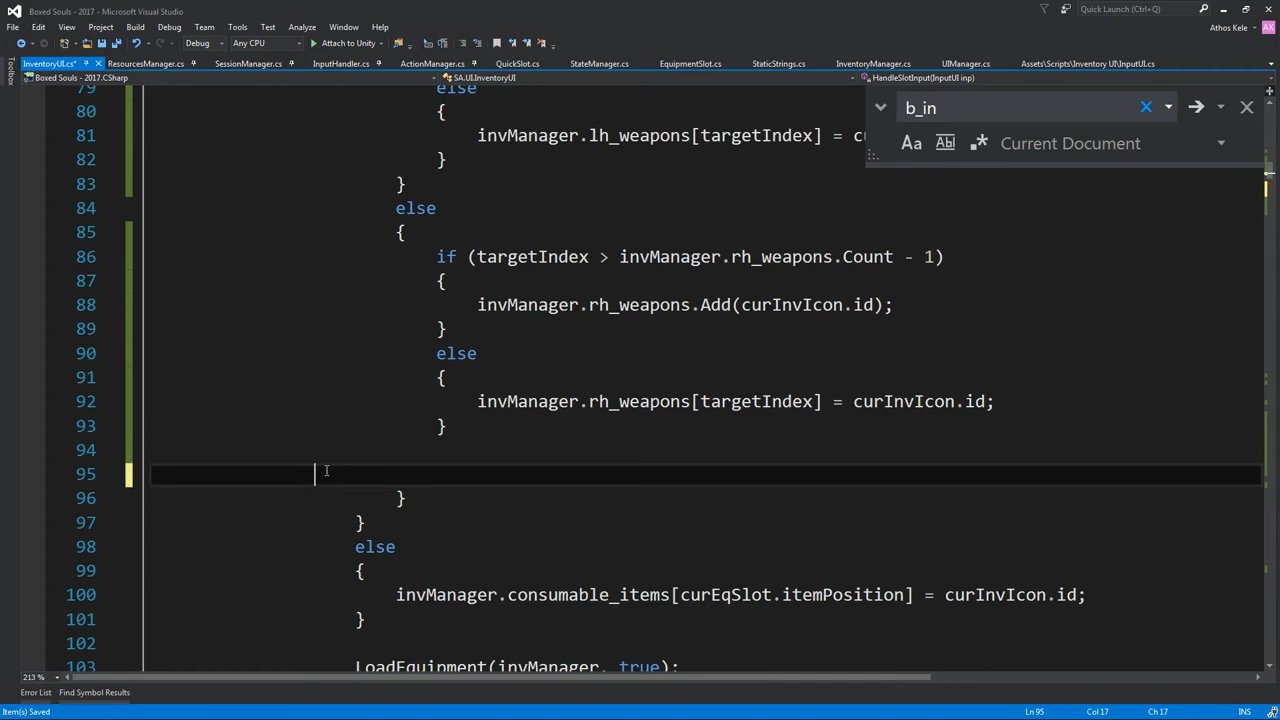 Boxed Souls - 2017 - Microsoft Visual Studio
Quick Launch (Ctrl+Q)
File Edit View Project Build Debug Team Tools Test Analyze Window Help
Athos Kele
AK
Debug Any CPU Attach to Unity
InventoryUI.cs* ResourcesManager.cs SessionManager.cs InputHandler.cs ActionManager.cs QuickSlot.cs StateManager.cs EquipmentSlot.cs StaticStrings.cs InventoryManager.cs UIManager.cs Assets\Scripts\Inventory UI\InputUI.cs
Boxed Souls - 2017.CSharp SA.UI.InventoryUI HandleSlotInput(InputUI inp)
79 else
80 {
81 invManager.lh_weapons[targetIndex] = cu
82 }
83 }
84 else
85 {
86 if (targetIndex > invManager.rh_weapons.Count - 1)
87 {
88 invManager.rh_weapons.Add(curInvIcon.id);
89 }
90 else
91 {
92 invManager.rh_weapons[targetIndex] = curInvIcon.id;
93 }
94
95
96 }
97 }
98 else
99 {
100 invManager.consumable_items[curEqSlot.itemPosition] = curInvIcon.id;
101 }
102
103 LoadEquipment(invManager, true);
b_in
Aa Abl .* Current Document
213 %
Error List Find Symbol Results
Item(s) Saved Ln 95 Col 17 Ch 17 INS